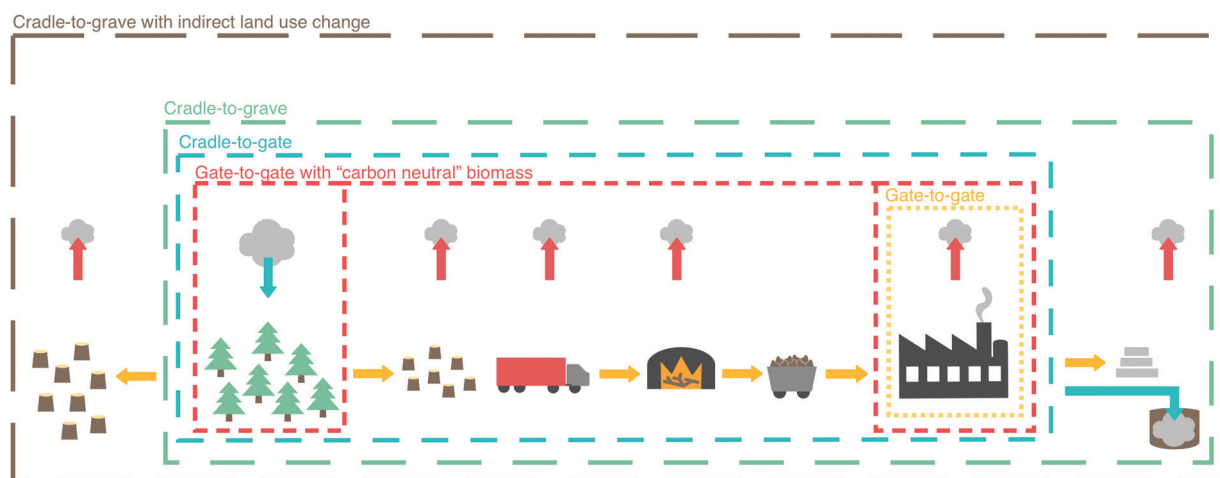 Cradle-to-grave with indirect land use change
Cradle-to-grave
Cradle-to-gate
Gate-to-gate with “carbon neutral” biomass
Gate-to-gate